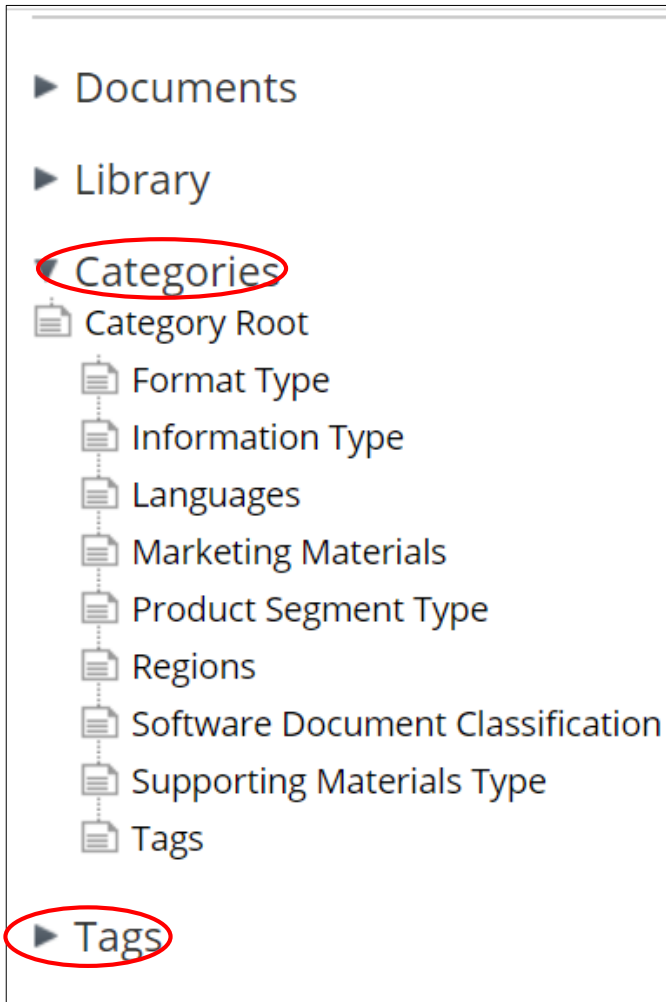 Documents
Library
Categories
Category Root
Format Type
Information Type
Languages
Marketing Materials
Product Segment Type
Regions
Software Document Classification
Supporting Materials Type
Tags
Tags